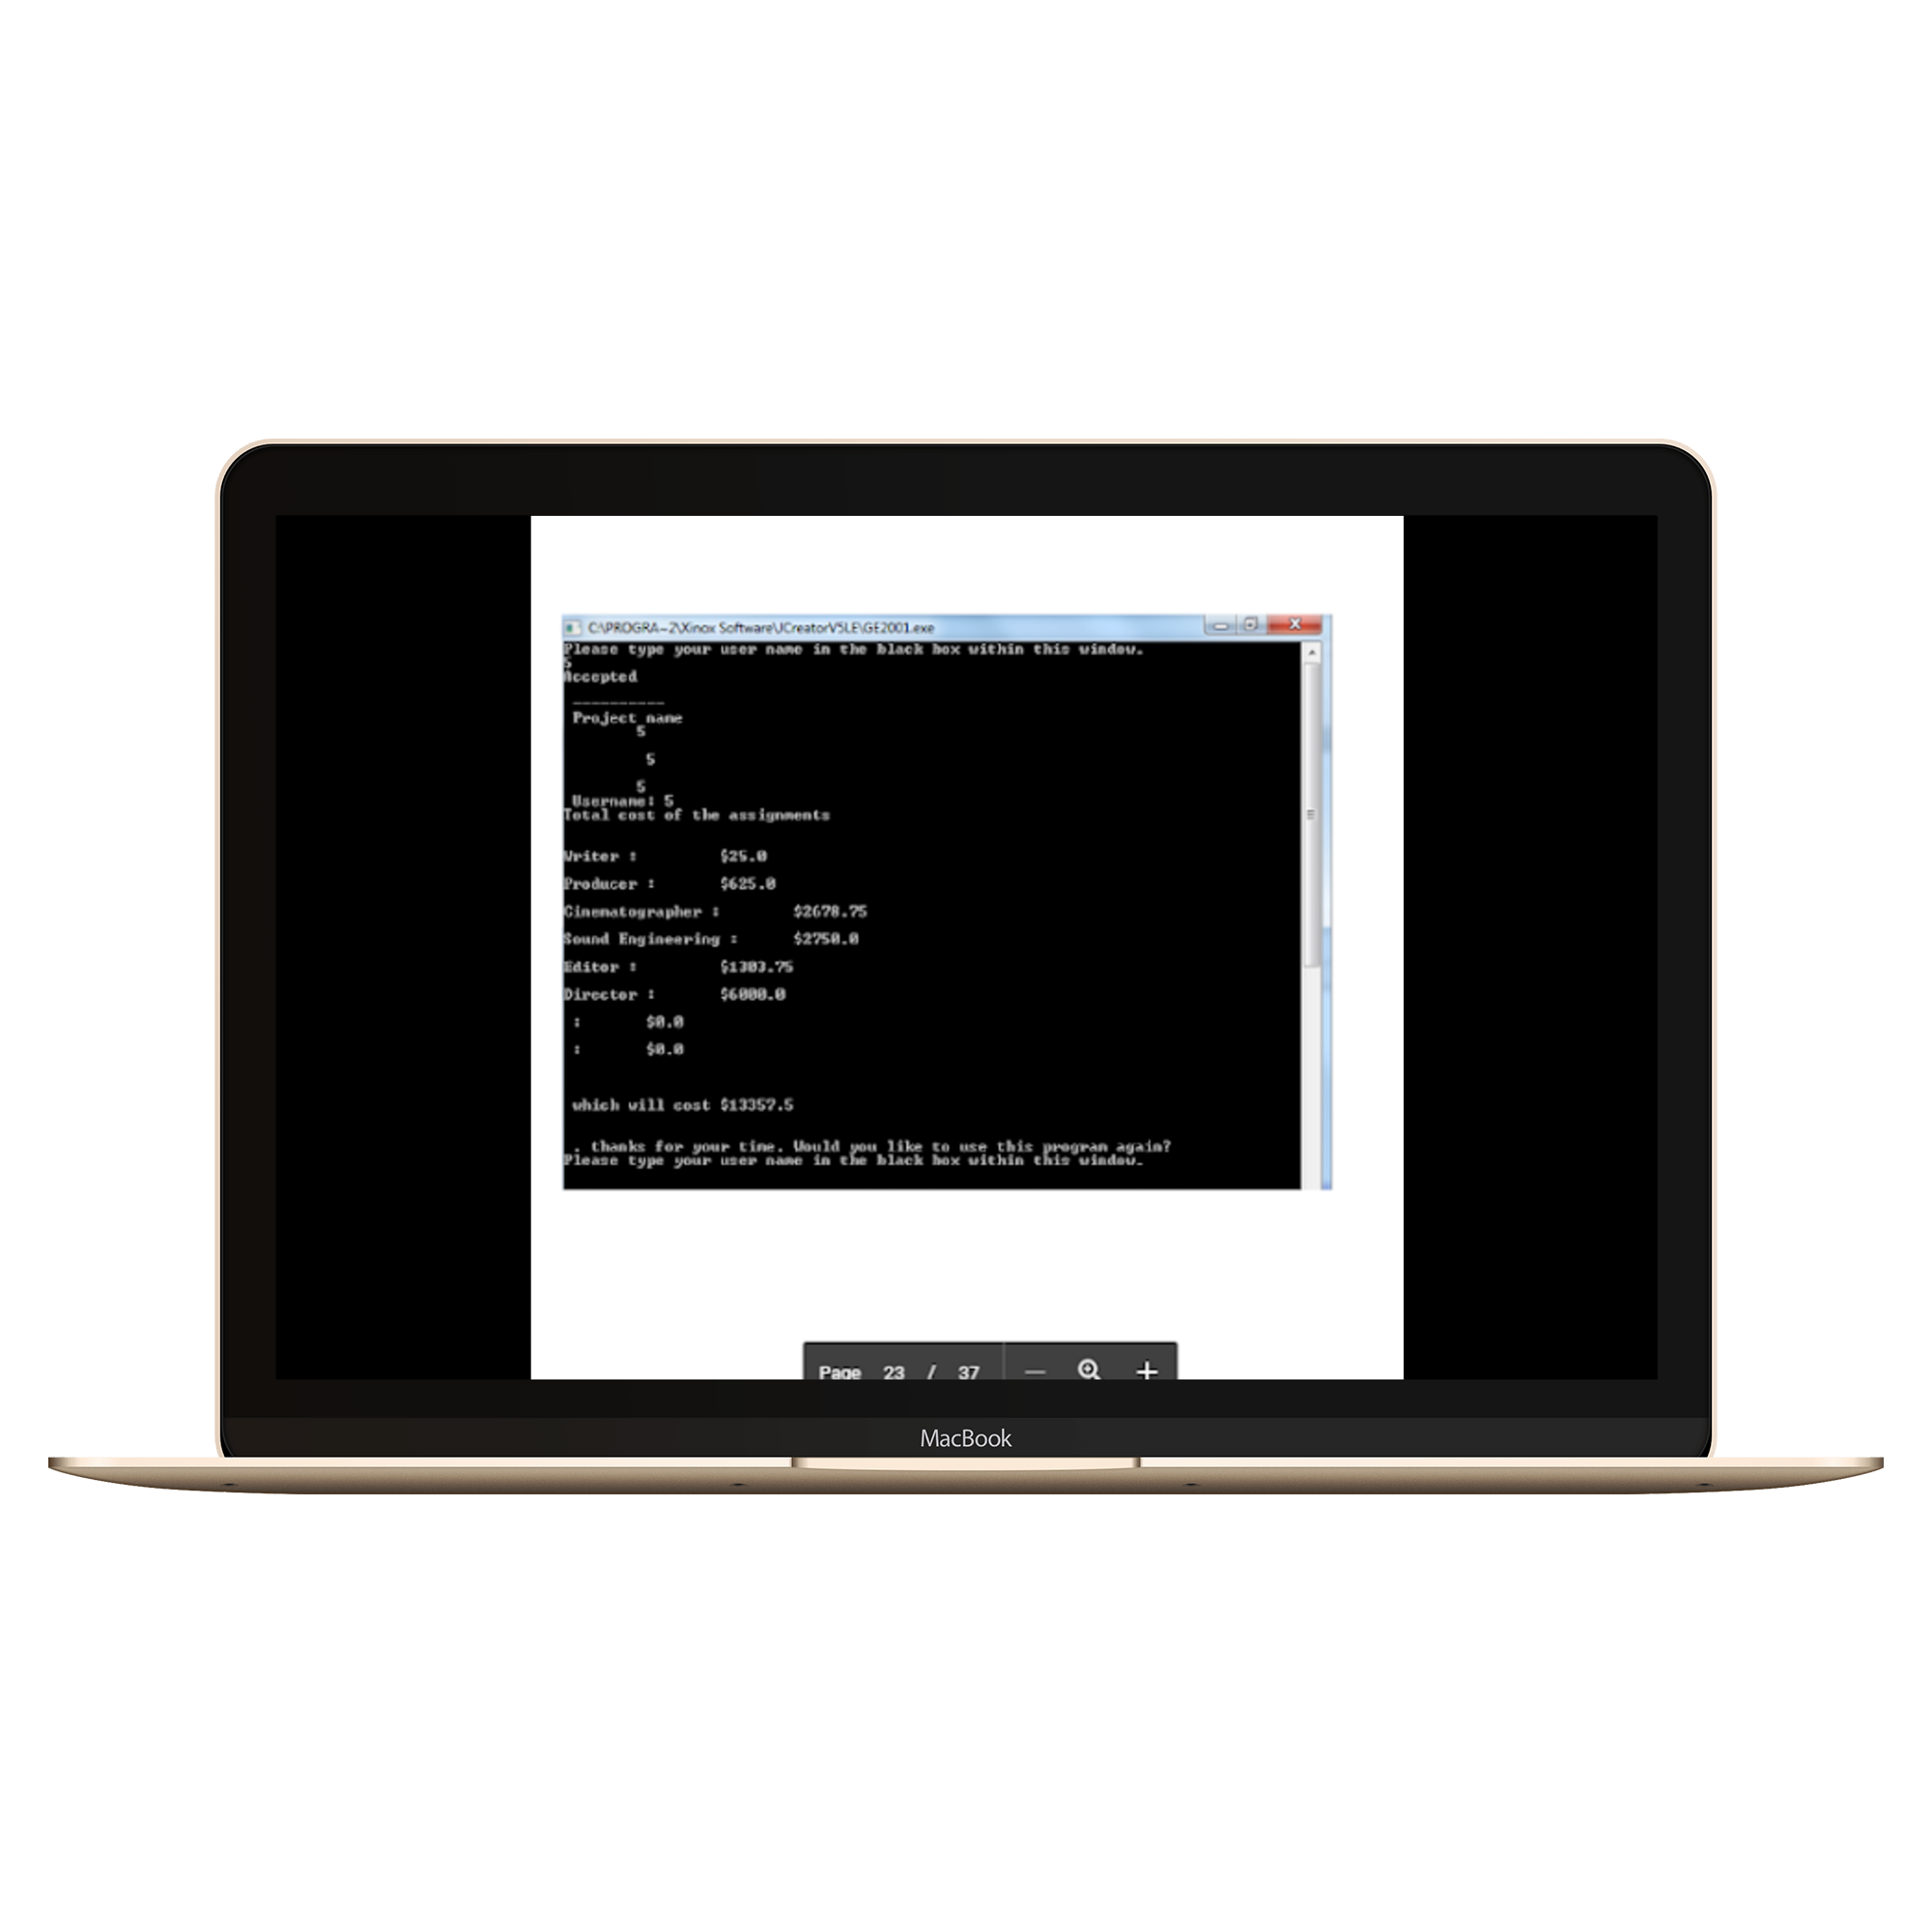 C:\PROGRA~2\Xinox Software\JCreatorV5LE\GE2001.exe
Please type your user name in the black box within this window.
5
Accepted
__________
Project name
5
5
5
Username: 5
Total cost of the assignments
Writer : $25.0
Producer : $625.0
Cinematographer : $2678.75
Sound Engineering : $2750.0
Editor : $1303.75
Director : $6000.0
: $0.0
: $0.0
which will cost $13357.5
. thanks for your time. Would you like to use this program again?
Please type your user name in the black box within this window.
Page 23 / 37
MacBook